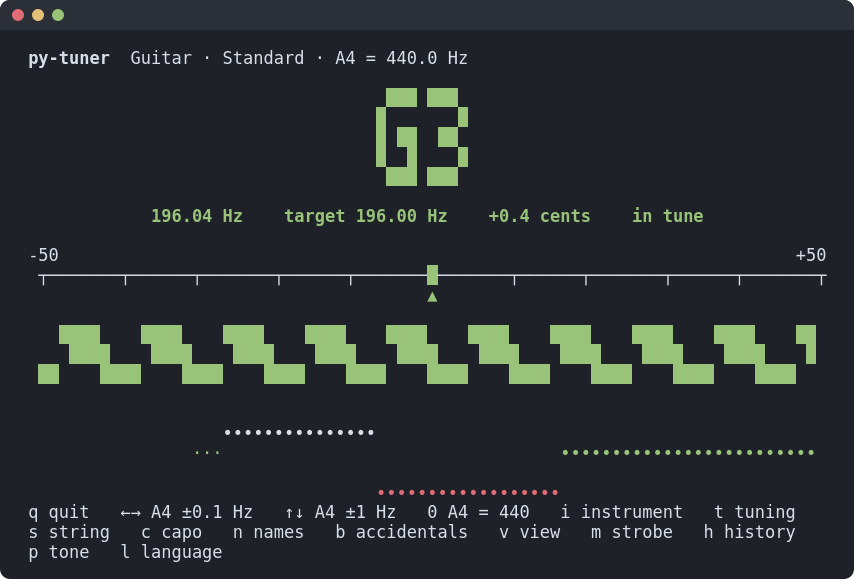 py-tuner  Guitar · Standard · A4 = 440.0 Hz
G3
196.04 Hz    target 196.00 Hz    +0.4 cents    in tune
-50    +50
q quit   ←→ A4 ±0.1 Hz   ↑↓ A4 ±1 Hz   0 A4 = 440   i instrument   t tuning
s string   c capo   n names   b accidentals   v view   m strobe   h history
p tone   l language